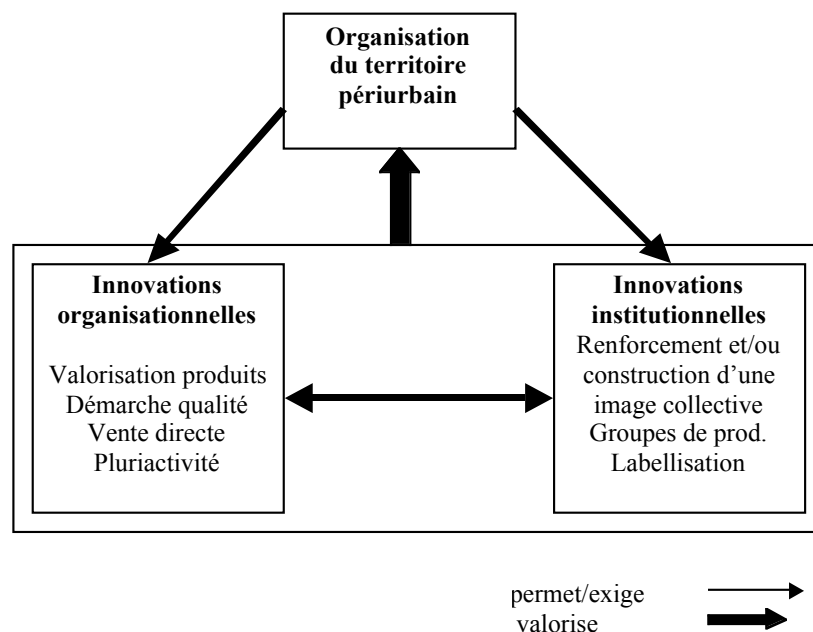 Organisation
du territoire
périurbain
Innovations
organisationnelles
Valorisation produits
Démarche qualité
Vente directe
Pluriactivité
Innovations
institutionnelles
Renforcement et/ou
construction d’une
image collective
Groupes de prod.
Labellisation
permet/exige
valorise